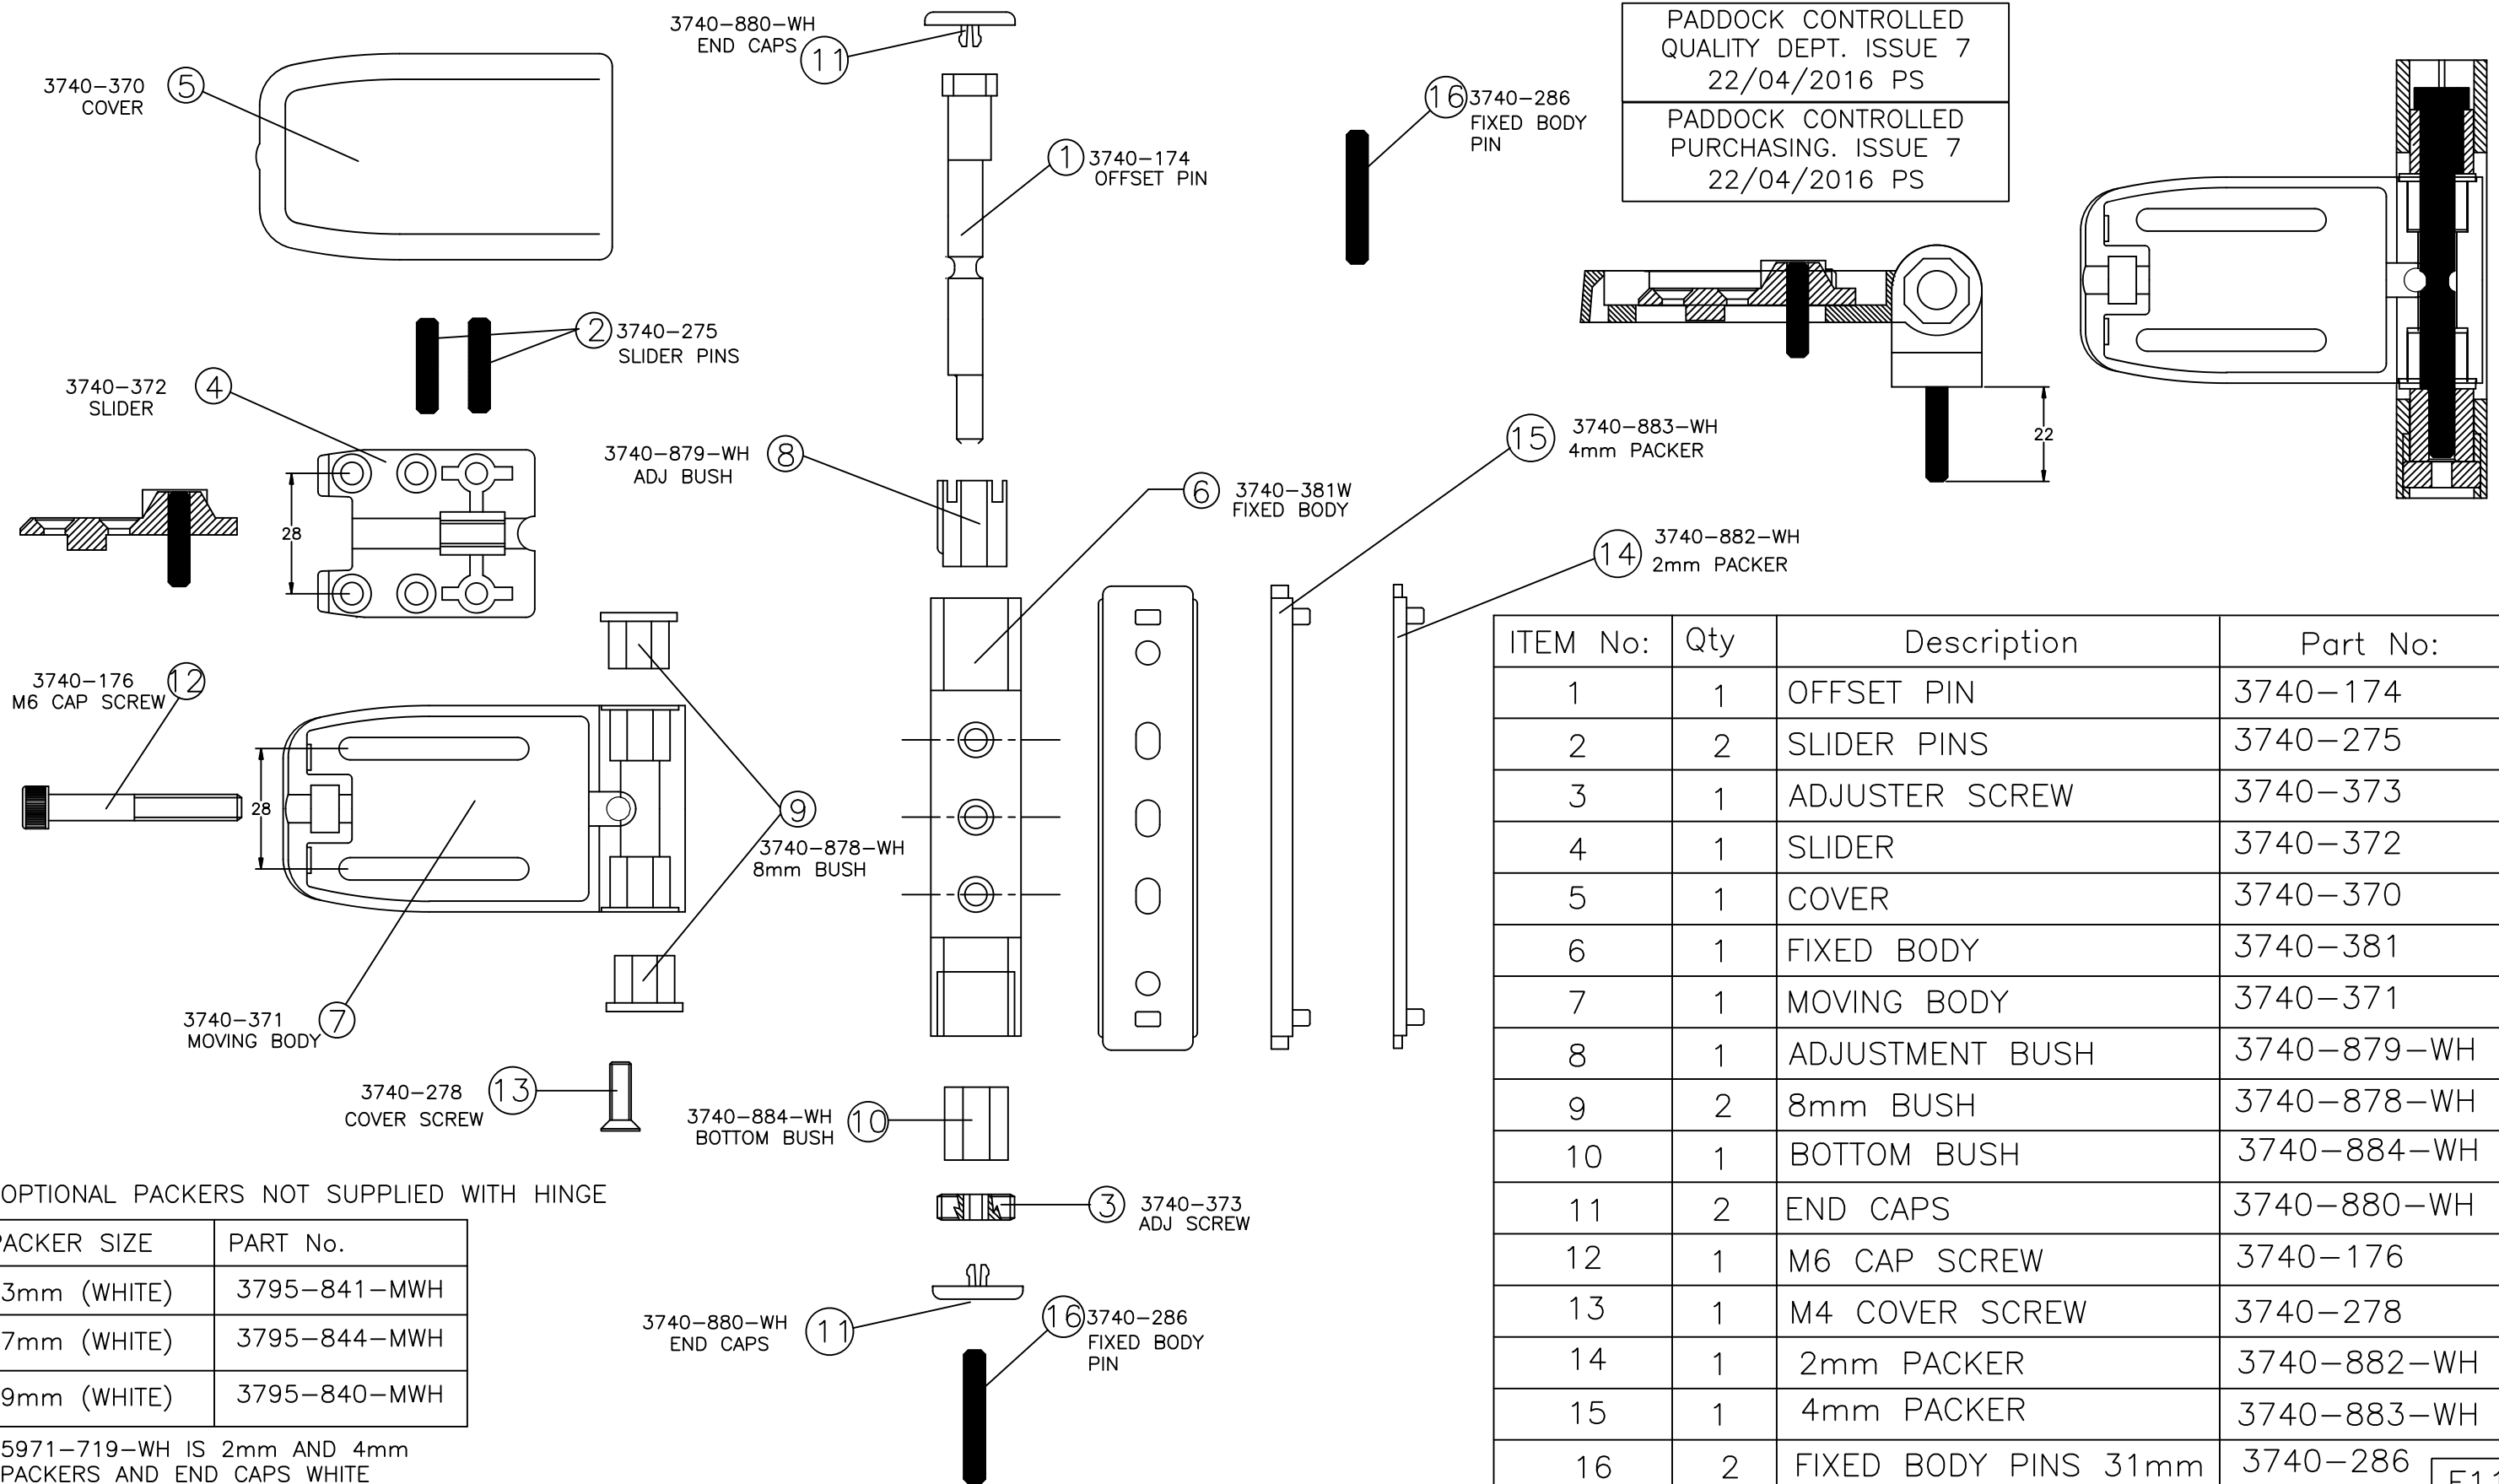 3740-880-WH
END CAPS
11
3740-370
COVER
5
16
3740-286
FIXED BODY
PIN
PADDOCK CONTROLLED
QUALITY DEPT. ISSUE 7
22/04/2016 PS
PADDOCK CONTROLLED
PURCHASING. ISSUE 7
22/04/2016 PS
1
3740-174
OFFSET PIN
2
3740-275
SLIDER PINS
3740-372
SLIDER
4
28
22
3740-879-WH
ADJ BUSH
8
6
3740-381W
FIXED BODY
15
3740-883-WH
4mm PACKER
14
3740-882-WH
2mm PACKER
3740-176
M6 CAP SCREW
12
28
9
3740-878-WH
8mm BUSH
3740-371
MOVING BODY
7
3740-278
COVER SCREW
13
3740-884-WH
BOTTOM BUSH
10
3
3740-373
ADJ SCREW
3740-880-WH
END CAPS
11
16
3740-286
FIXED BODY
PIN
OPTIONAL PACKERS NOT SUPPLIED WITH HINGE
PACKER SIZE PART No.
3mm (WHITE) 3795-841-MWH
7mm (WHITE) 3795-844-MWH
9mm (WHITE) 3795-840-MWH
5971-719-WH IS 2mm AND 4mm
PACKERS AND END CAPS WHITE
ITEM No: Qty Description Part No:
1 1 OFFSET PIN 3740-174
2 2 SLIDER PINS 3740-275
3 1 ADJUSTER SCREW 3740-373
4 1 SLIDER 3740-372
5 1 COVER 3740-370
6 1 FIXED BODY 3740-381
7 1 MOVING BODY 3740-371
8 1 ADJUSTMENT BUSH 3740-879-WH
9 2 8mm BUSH 3740-878-WH
10 1 BOTTOM BUSH 3740-884-WH
11 2 END CAPS 3740-880-WH
12 1 M6 CAP SCREW 3740-176
13 1 M4 COVER SCREW 3740-278
14 1 2mm PACKER 3740-882-WH
15 1 4mm PACKER 3740-883-WH
16 2 FIXED BODY PINS 31mm 3740-286